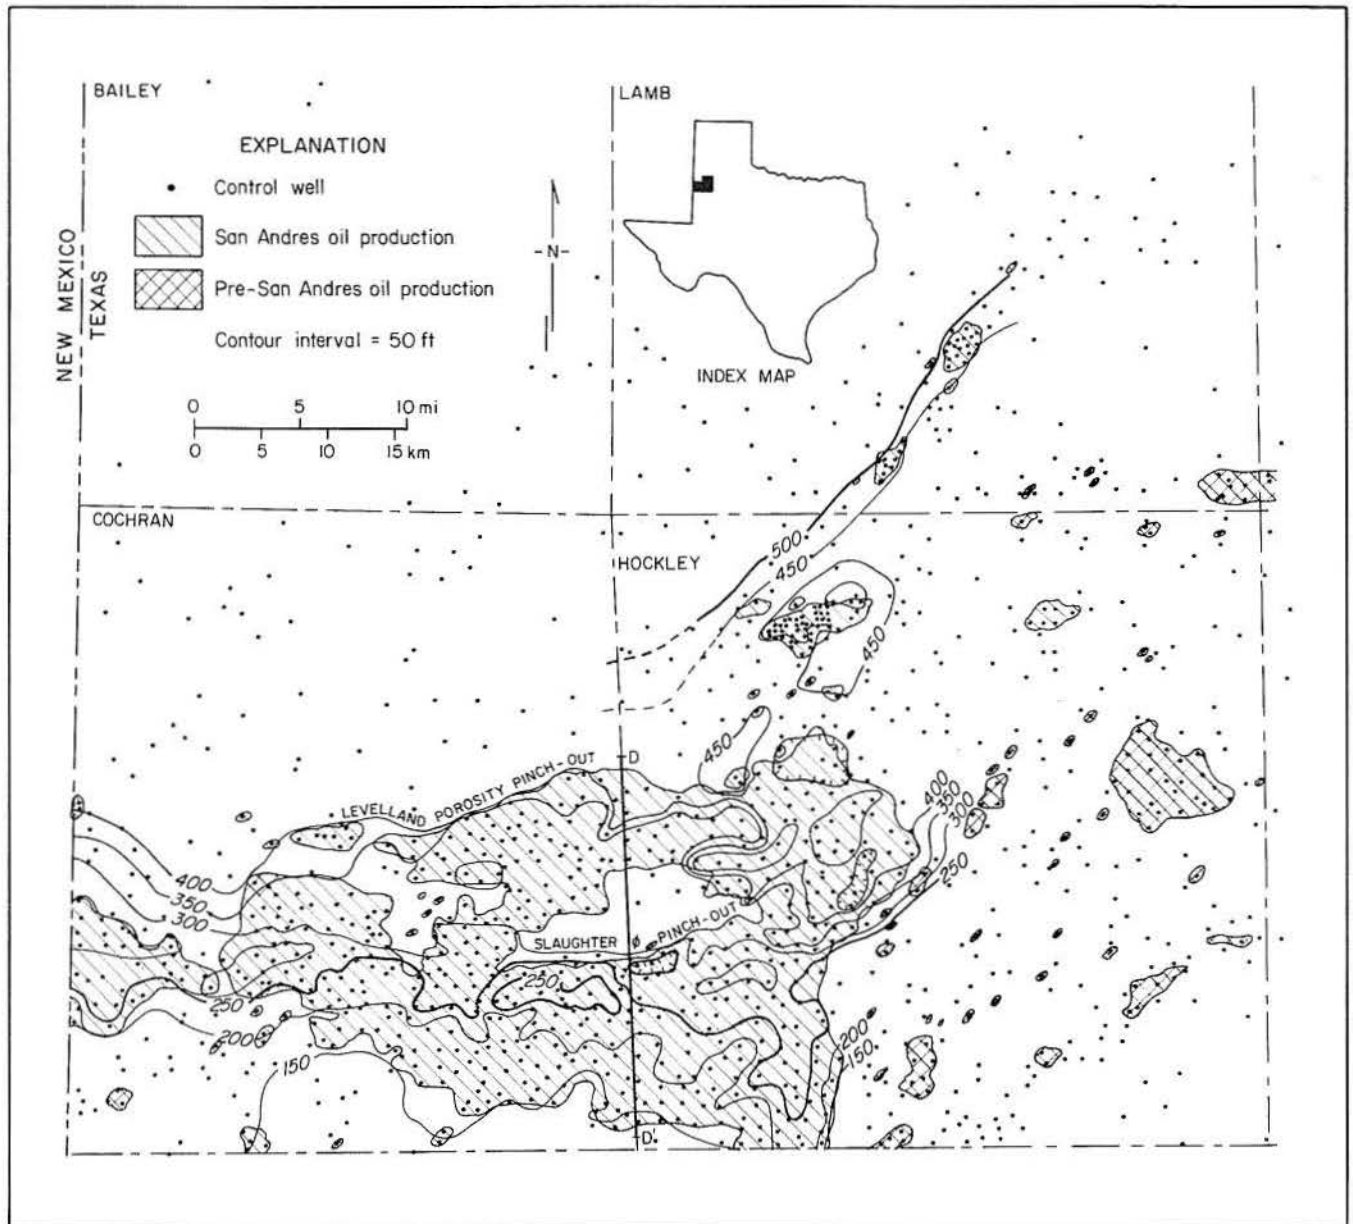 BAILEY
LAMB
EXPLANATION
Control well
San Andres oil production
Pre-San Andres oil production
Contour interval = 50 ft
-N-
NEW MEXICO
TEXAS
0 5 10 mi
0 5 10 15 km
INDEX MAP
COCHRAN
HOCKLEY
500
450
450
450
D
LEVELLAND POROSITY PINCH-OUT
400
350
300
250
400
350
300
SLAUGHTER Ø PINCH-OUT
250
250
200
200
150
150
D'